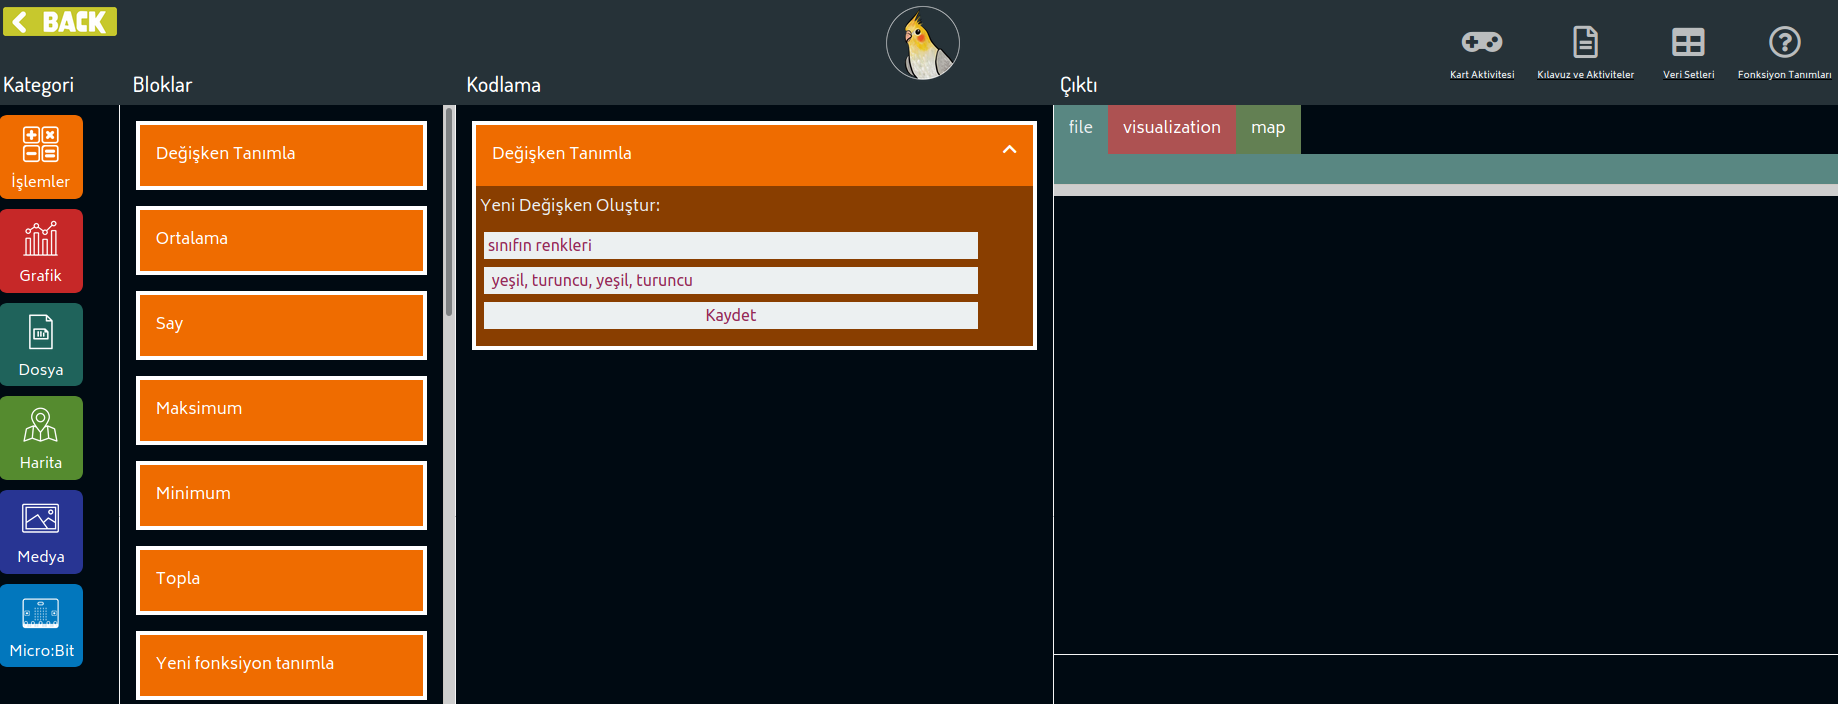 BACK
Kart Aktivitesi
Kılavuz ve Aktiviteler
Veri Setleri
Fonksiyon Tanımları
Kategori
Bloklar
Kodlama
Çıktı
İşlemler
Grafik
Dosya
Harita
Medya
Micro:Bit
Değişken Tanımla
Ortalama
Say
Maksimum
Minimum
Topla
Yeni fonksiyon tanımla
Değişken Tanımla
Yeni Değişken Oluştur:
sınıfın renkleri
yeşil, turuncu, yeşil, turuncu
Kaydet
file visualization map